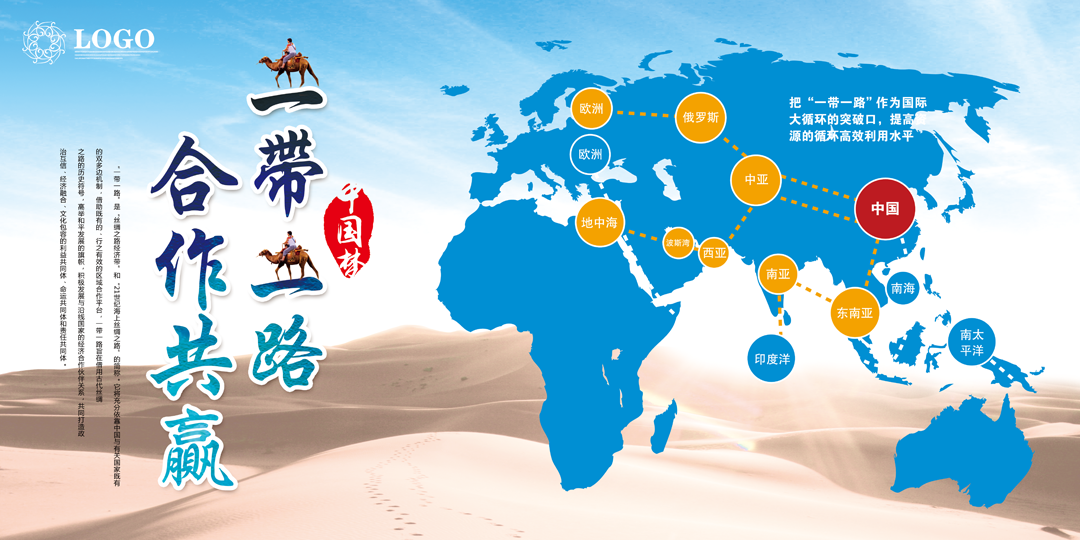 LOGO
一带一路
合作共赢
中国梦
“一带一路”是“丝绸之路经济带”和“21世纪海上丝绸之路”的简称。它将充分依靠中国与有关国家既有
的双多边机制,借助既有的、行之有效的区域合作平台,一带一路旨在借用古代丝绸
之路的历史符号,高举和平发展的旗帜,积极发展与沿线国家的经济合作伙伴关系,共同打造政
治互信、经济融合、文化包容的利益共同体、命运共同体和责任共同体。
把“一带一路”作为国际
大循环的突破口,提高
源的循环高效利用水平
欧洲
俄罗斯
欧洲
中亚
中国
地中海
波斯湾
西亚
南亚
南海
东南亚
印度洋
南太
平洋